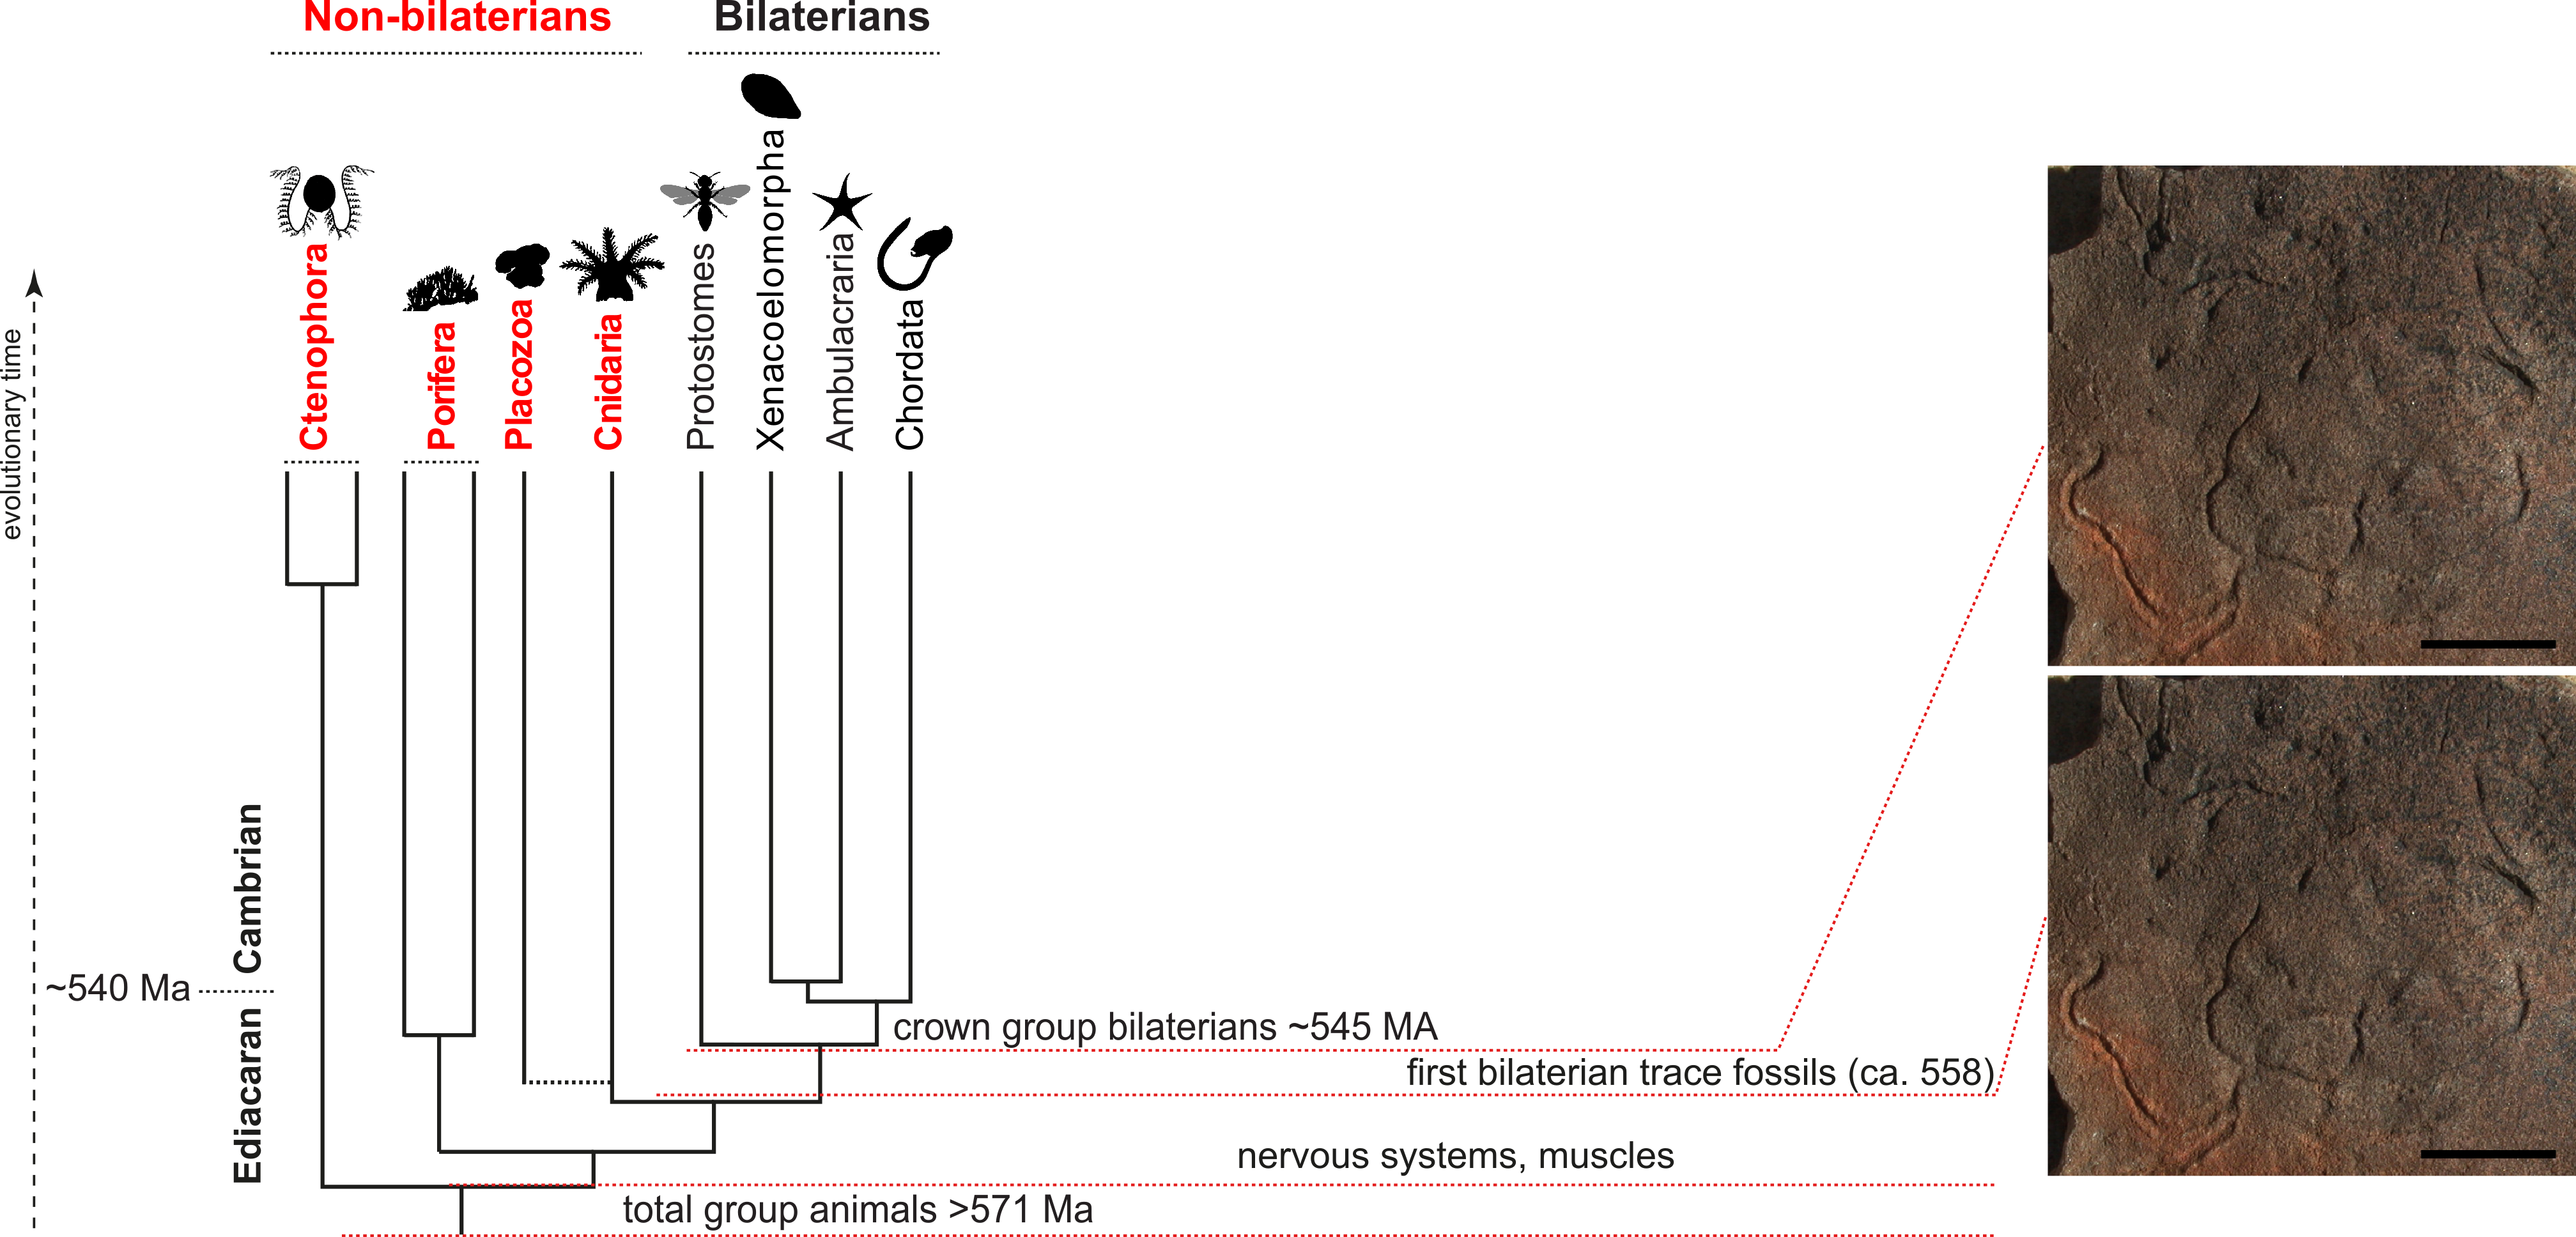 Non-bilaterians
Bilaterians
Ctenophora
Porifera
Placozoa
Cnidaria
Protostomes
Xenacoelomorpha
Ambulacraria
Chordata
evolutionary time
Cambrian
~540 Ma
Ediacaran
crown group bilaterians ~545 MA
first bilaterian trace fossils (ca. 558)
nervous systems, muscles
total group animals >571 Ma